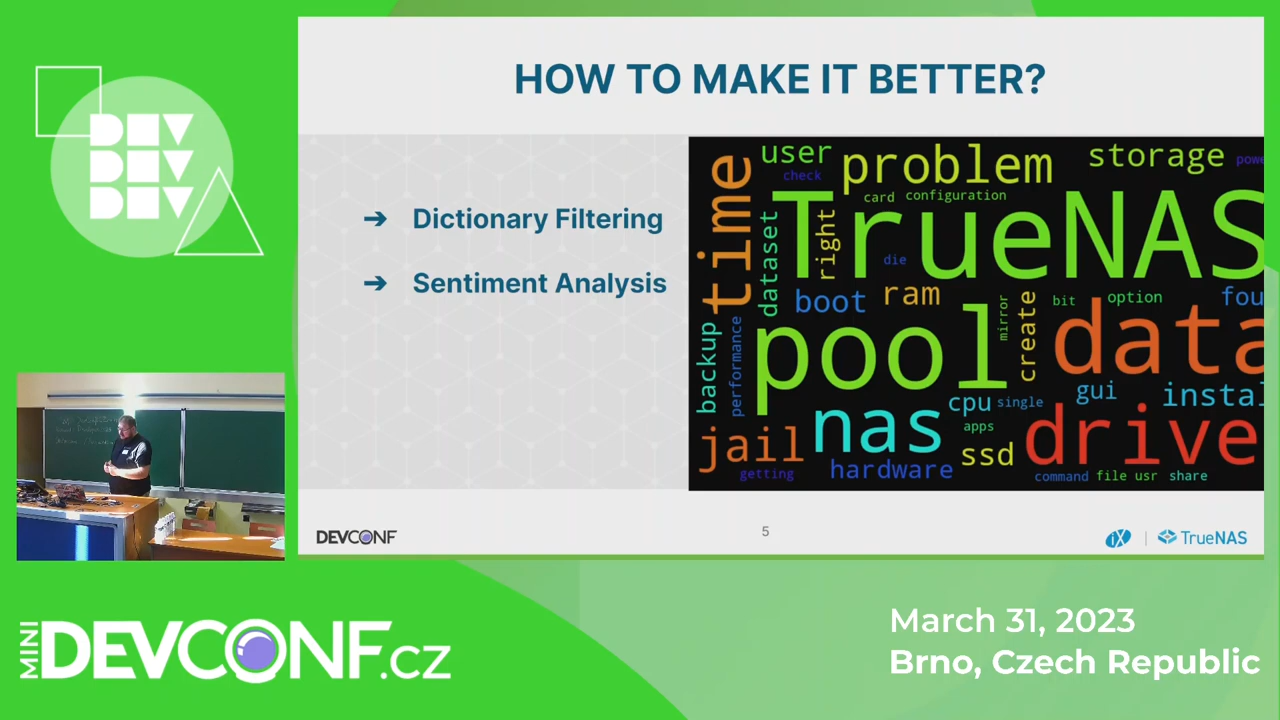 DEV
DEV
DEV
HOW TO MAKE IT BETTER?
➔ Dictionary Filtering
➔ Sentiment Analysis
user
check
problem
storage
card
configuration
time
TrueNAS
dataset
right
die
boot
ram
bit
option
fou
backup
performance
pool
mirror
create
data
cpu
single
gui
instal
apps
nas
jail
getting
hardware
ssd
drive
command
file
usr
share
DEVCONF
5
iX | TrueNAS
MINI
DEVCONF.cz
March 31, 2023
Brno, Czech Republic